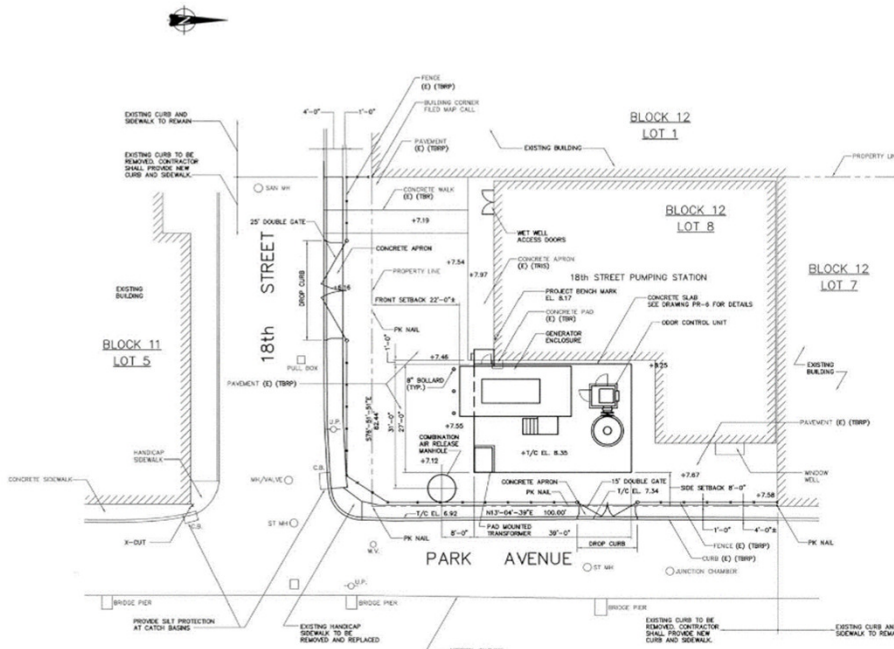 FENCE
(E) (TBRP)
4'-0"
1'-0"
BUILDING CORNER
FILED MAP CALL
EXISTING CURB AND
SIDEWALK TO REMAIN
BLOCK 12
LOT 1
PAVEMENT
(E) (TBRP)
EXISTING BUILDING
EXISTING CURB TO BE
REMOVED. CONTRACTOR
SHALL PROVIDE NEW
CURB AND SIDEWALK.
PROPERTY LINE
SAN MH
CONCRETE WALK
(E) (TBR)
25' DOUBLE GATE
+7.19
BLOCK 12
LOT 8
WET WELL
ACCESS DOORS
CONCRETE APRON
+7.54
+7.97
CONCRETE APRON
(E) (TRIS)
18th STREET
DROP CURB
PROPERTY LINE
18th STREET PUMPING STATION
BLOCK 12
LOT 7
EXISTING
BUILDING
FRONT SETBACK 22'-0"±
PROJECT BENCH MARK
EL. 8.17
CONCRETE SLAB
SEE DRAWING PR-6 FOR DETAILS
CONCRETE PAD
(E) (TBR)
ODOR CONTROL UNIT
PK NAIL
GENERATOR
ENCLOSURE
1'-0"
BLOCK 11
LOT 5
+7.46
PULL BOX
EXISTING
BUILDING
PAVEMENT (E) (TBRP)
8" BOLLARD
(TYP.)
+8.25
82.44'
31'-0"
27'-0"
+7.55
PAVEMENT (E) (TBRP)
U.P.
COMBINATION
AIR RELEASE
MANHOLE
+T/C EL. 8.35
HANDICAP
SIDEWALK
+7.12
C.B.
+7.67
WINDOW
WELL
CONCRETE SIDEWALK
MH/VALVE
CONCRETE APRON
15' DOUBLE GATE
SIDE SETBACK 8'-0"
PK NAIL
T/C EL. 7.34
+7.58
T/C EL. 6.92
N13°-04'-39"E 100.00'
C.B.
ST MH
X-CUT
PK NAIL
8'-0"
PAD MOUNTED
TRANSFORMER
39'-0"
1'-0"
4'-0"±
FENCE (E) (TBRP)
PK NAIL
W.V.
DROP CURB
CURB (E) (TBRP)
PARK AVENUE
ST MH
JUNCTION CHAMBER
U.P.
BRIDGE PIER
BRIDGE PIER
BRIDGE PIER
PROVIDE SILT PROTECTION
AT CATCH BASINS
EXISTING HANDICAP
SIDEWALK TO BE
REMOVED AND REPLACED
EXISTING CURB TO BE
REMOVED. CONTRACTOR
SHALL PROVIDE NEW
CURB AND SIDEWALK.
EXISTING CURB AN
SIDEWALK TO REMA